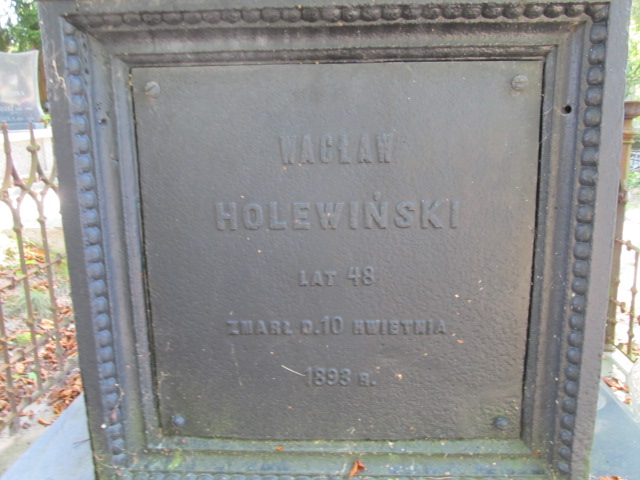 WACŁAW
HOLEWIŃSKI
LAT 48
ZMARŁ D. 10 KWIETNIA
1893 R.